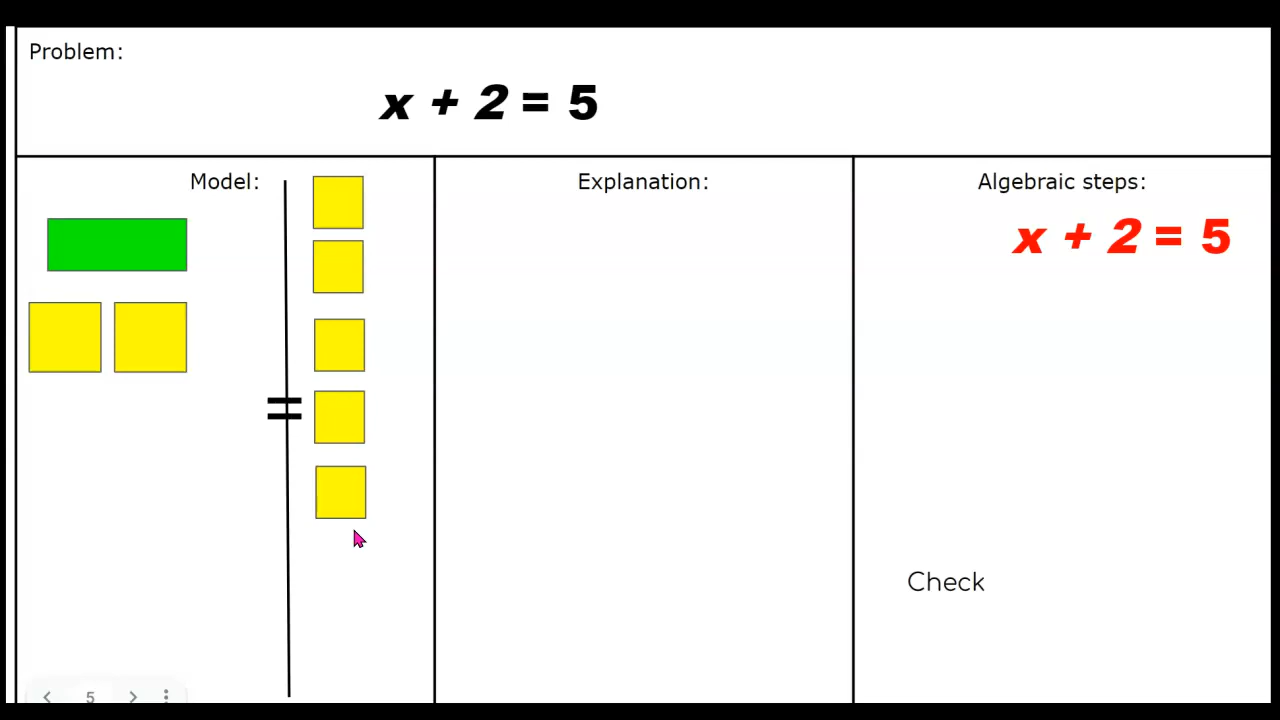 Problem:
x + 2 = 5
Model:
=
Explanation:
Algebraic steps:
x + 2 = 5
Check
5